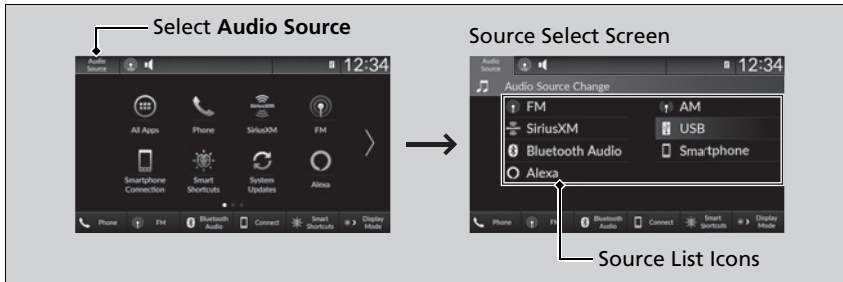 Select Audio Source
Source Select Screen
Audio
Source
12:34
All Apps
Phone
SiriusXM
FM
Smartphone
Connection
Smart
Shortcuts
System
Updates
Alexa
Phone
FM
Bluetooth
Audio
Connect
Smart
Shortcuts
Display
Mode
Audio
Source
12:34
Audio Source Change
FM
AM
SiriusXM
USB
Bluetooth Audio
Smartphone
Alexa
Phone
FM
Bluetooth
Audio
Connect
Smart
Shortcuts
Display
Mode
Source List Icons